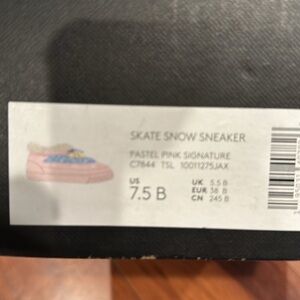 SKATE SNOW SNEAKER
PASTEL PINK SIGNATURE
C7844 TSL 10011275JAX
US UK 5.5 B
7.5 B EUR 38 B
CN 245 B